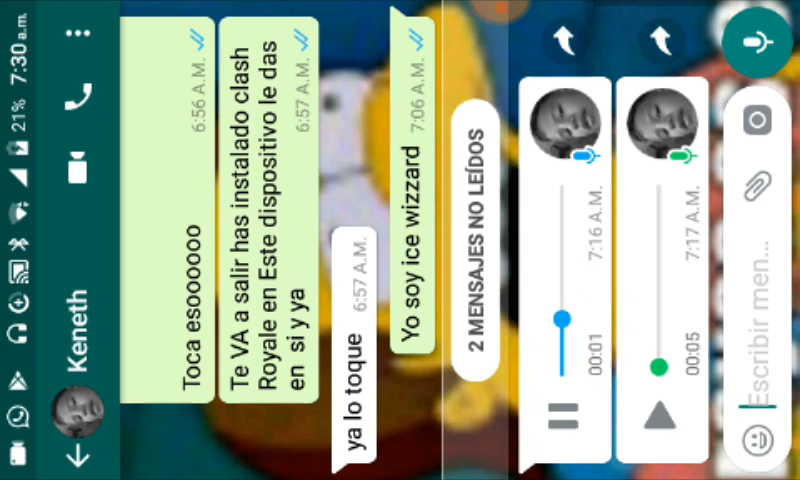 21% 7:30 a.m.
Keneth
Toca esoooooo
6:56 A.M.
Te VA a salir has instalado clash
Royale en Este dispositivo le das
en si y ya
6:57 A.M.
ya lo toque
6:57 A.M.
Yo soy ice wizzard
7:06 A.M.
2 MENSAJES NO LEÍDOS
00:01
7:16 A.M.
00:05
7:17 A.M.
Escribir men...